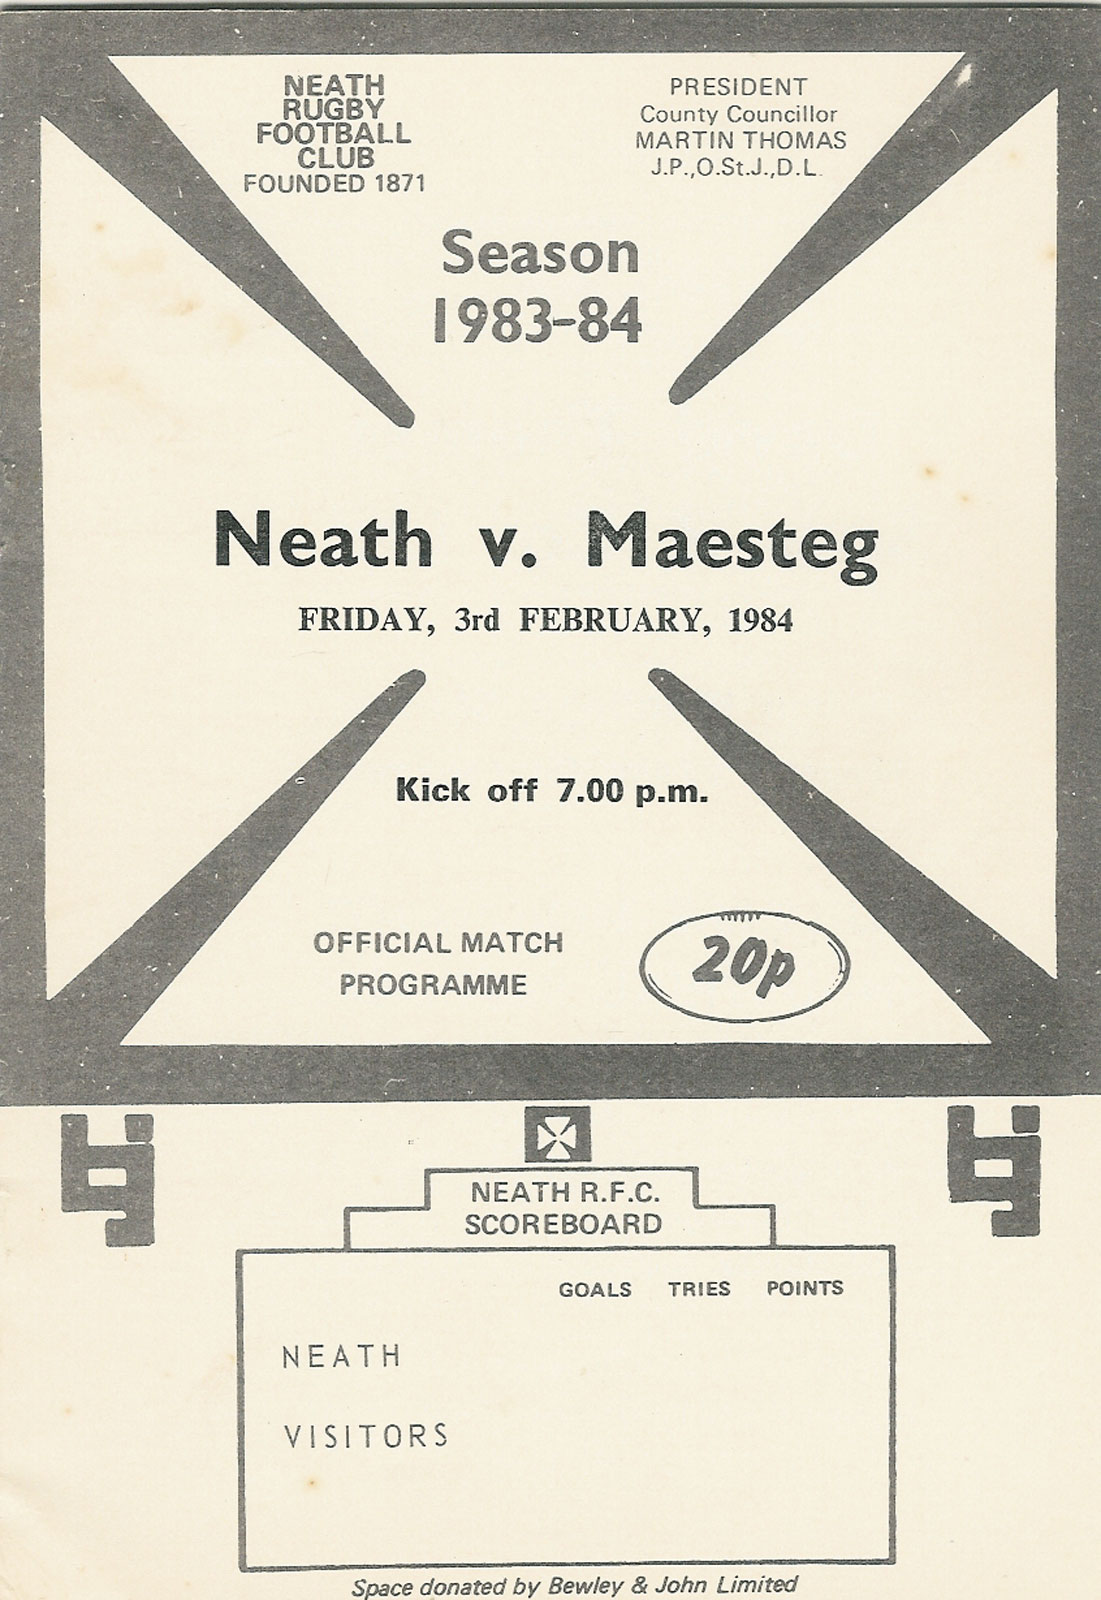 NEATH
RUGBY
FOOTBALL
CLUB
FOUNDED 1871
PRESIDENT
County Councillor
MARTIN THOMAS
J.P.,O.St.J.,D.L.
Season
1983-84
Neath v. Maesteg
FRIDAY, 3rd FEBRUARY, 1984
Kick off 7.00 p.m.
OFFICIAL MATCH
PROGRAMME
20p
NEATH R.F.C.
SCOREBOARD
GOALS TRIES POINTS
NEATH
VISITORS
Space donated by Bewley & John Limited